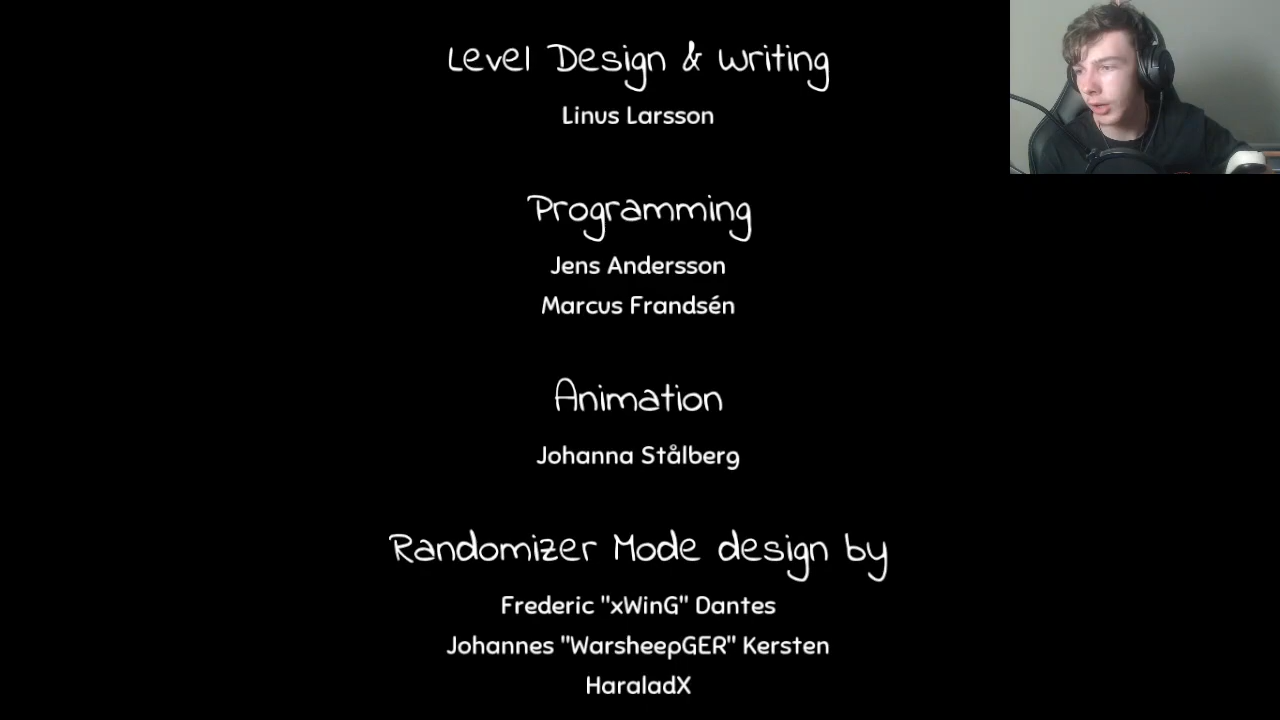 Level Design & Writing
Linus Larsson
Programming
Jens Andersson
Marcus Frandsén
Animation
Johanna Stålberg
Randomizer Mode design by
Frederic "xWinG" Dantes
Johannes "WarsheepGER" Kersten
HaraladX